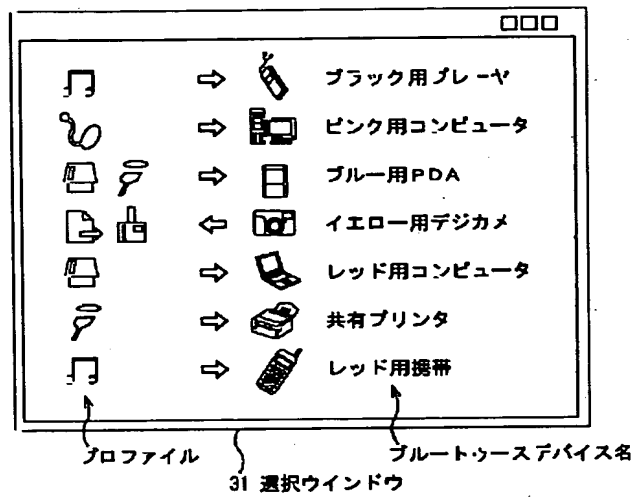 ブラック用プレーヤ
ピンク用コンピュータ
ブルー用PDA
イエロー用デジカメ
レッド用コンピュータ
共有プリンタ
レッド用携帯
プロファイル
ブルートゥースデバイス名
31 選択ウインドウ